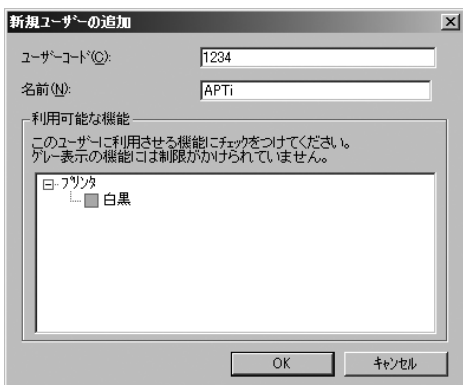 新規ユーザーの追加
ユーザーコード(C):
1234
名前(N):
APTi
利用可能な機能
このユーザーに利用させる機能にチェックをつけてください。
グレー表示の機能には制限がかけられていません。
プリンタ
白黒
OK
キャンセル